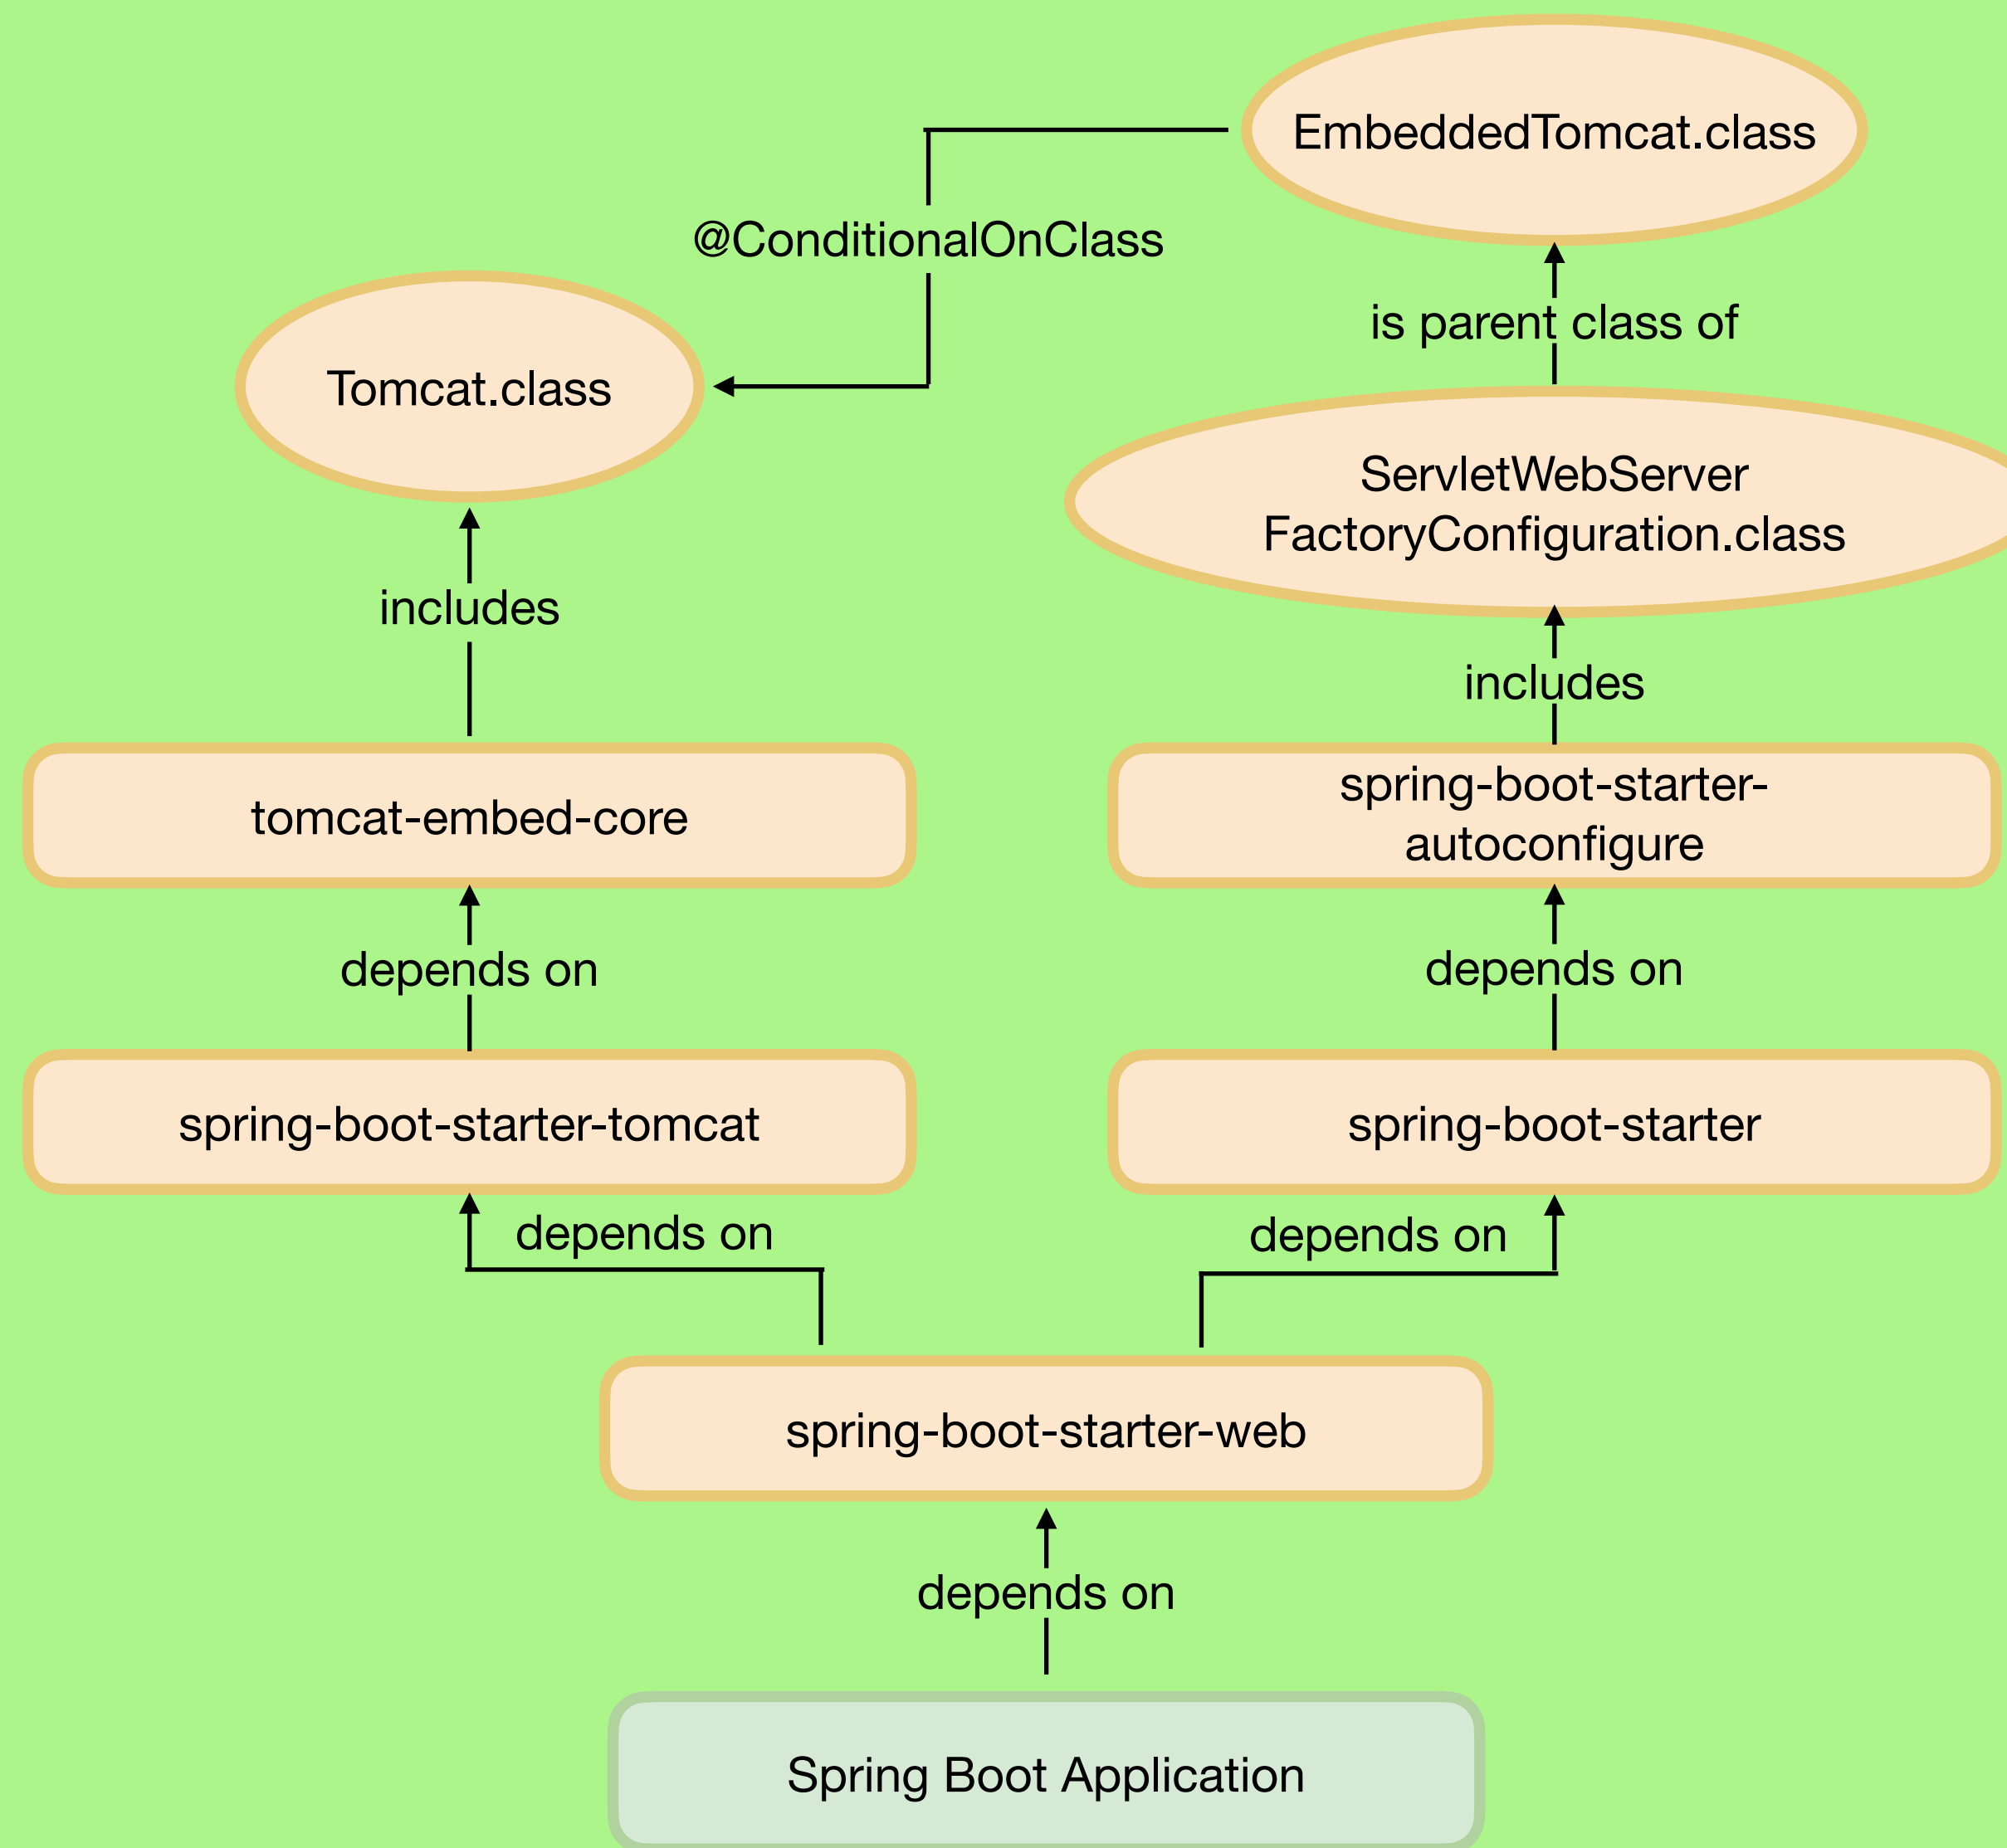 EmbeddedTomcat.class
@ConditionalOnClass
is parent class of
Tomcat.class
ServletWebServer
FactoryConfiguration.class
includes
includes
tomcat-embed-core
spring-boot-starter-
autoconfigure
depends on
depends on
spring-boot-starter-tomcat
spring-boot-starter
depends on
depends on
spring-boot-starter-web
depends on
Spring Boot Application